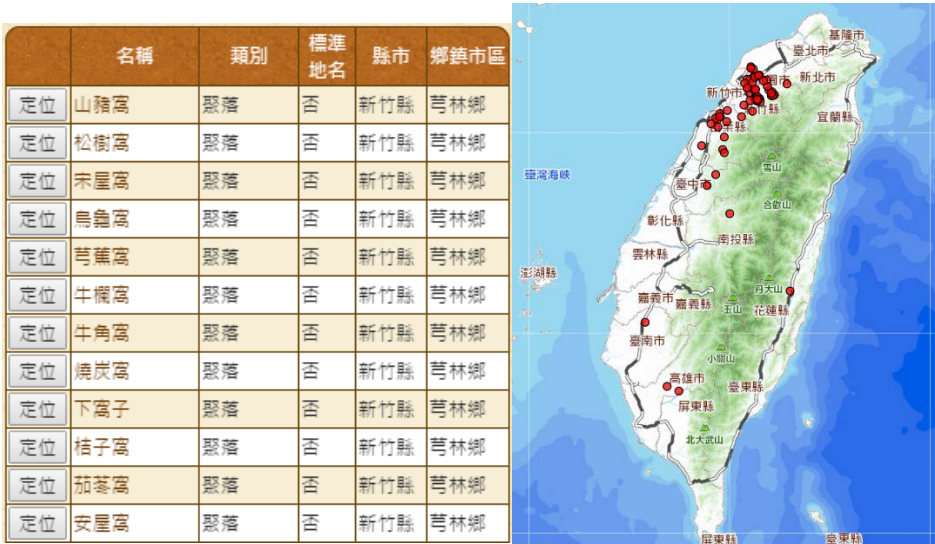 名稱 類別 標準地名 縣市 鄉鎮市區
定位 山豬窩 聚落 否 新竹縣 芎林鄉
定位 松樹窩 聚落 否 新竹縣 芎林鄉
定位 宋屋窩 聚落 否 新竹縣 芎林鄉
定位 烏龜窩 聚落 否 新竹縣 芎林鄉
定位 芎蕉窩 聚落 否 新竹縣 芎林鄉
定位 牛欄窩 聚落 否 新竹縣 芎林鄉
定位 牛角窩 聚落 否 新竹縣 芎林鄉
定位 燒炭窩 聚落 否 新竹縣 芎林鄉
定位 下窩子 聚落 否 新竹縣 芎林鄉
定位 桔子窩 聚落 否 新竹縣 芎林鄉
定位 茄苳窩 聚落 否 新竹縣 芎林鄉
定位 安屋窩 聚落 否 新竹縣 芎林鄉
基隆市
臺北市
新北市
新竹市
宜蘭縣
臺灣海峽
雪山
臺中市
合歡山
彰化縣
南投縣
雲林縣
澎湖縣
丹大山
嘉義市 嘉義縣
玉山
花蓮縣
臺南市
小關山
高雄市
臺東縣
屏東縣
北大武山
屏東縣
臺東縣